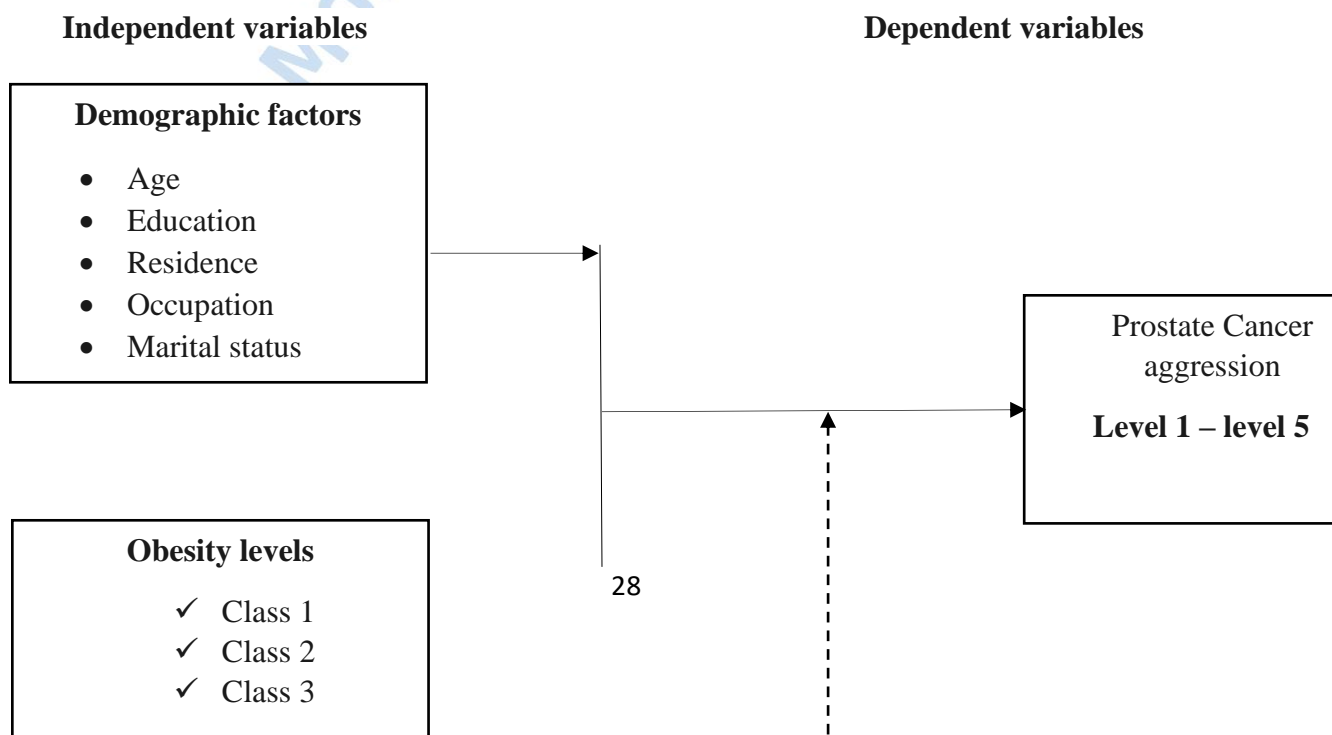 Independent variables
Dependent variables
Demographic factors
• Age
• Education
• Residence
• Occupation
• Marital status
Prostate Cancer
aggression
Level 1 – level 5
Obesity levels
✓ Class 1
✓ Class 2
✓ Class 3
28